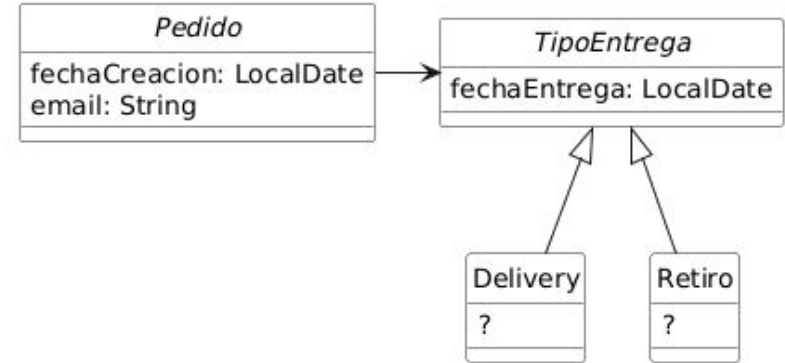 Pedido
fechaCreacion: LocalDate
email: String
TipoEntrega
fechaEntrega: LocalDate
Delivery
?
Retiro
?